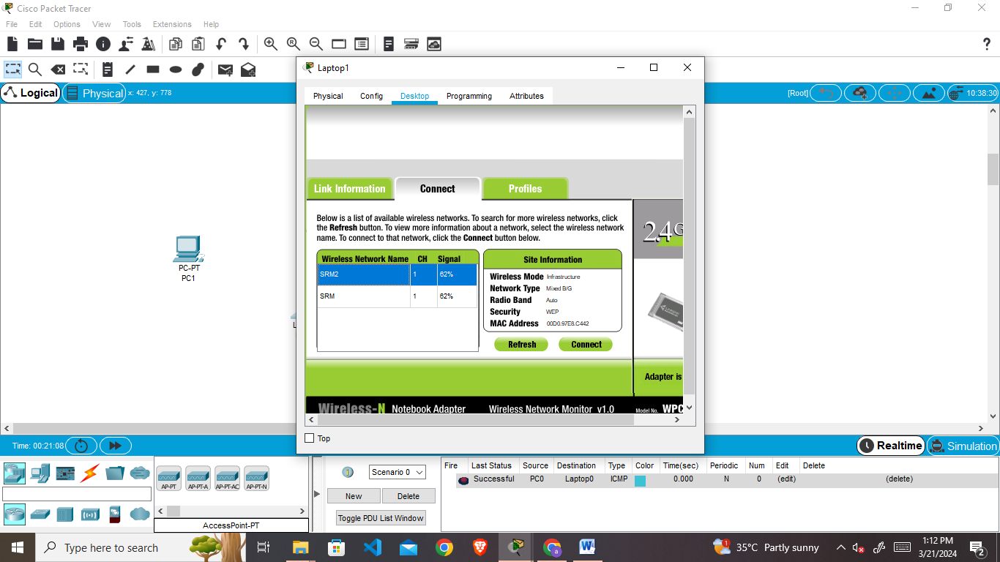 Cisco Packet Tracer
File Edit Options View Tools Extensions Help
?
Logical
Physical x: 427, y: 778
[Root]
10:38:30
PC-PT
PC1
L
Laptop1
Physical Config Desktop Programming Attributes
Link Information Connect Profiles
Below is a list of available wireless networks. To search for more wireless networks, click
the Refresh button. To view more information about a network, select the wireless network
name. To connect to that network, click the Connect button below.
2,4G
Wireless Network Name CH Signal
SRM2 1 62%
SRM 1 62%
Site Information
Wireless Mode Infrastructure
Network Type Mixed B/G
Radio Band Auto
Security WEP
MAC Address 00D0.97E8.C442
Refresh Connect
Adapter is
Wireless-N Notebook Adapter Wireless Network Monitor v1.0 Model No. WPC
Top
Time: 00:21:08
Realtime Simulation
AP-PT AP-PT-A AP-PT-AC AP-PT-N
AccessPoint-PT
Scenario 0
New Delete
Toggle PDU List Window
Fire Last Status Source Destination Type Color Time(sec) Periodic Num Edit Delete
Successful PC0 Laptop0 ICMP 0.000 N 0 (edit) (delete)
Type here to search
35°C Partly sunny
1:12 PM
3/21/2024
2